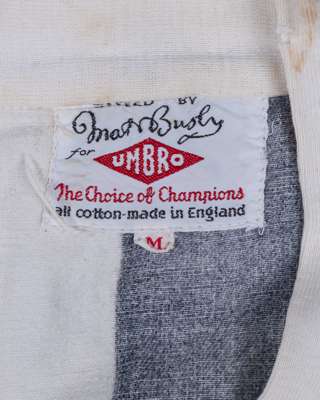 BY
Matt Busby
for UMBRO
The Choice of Champions
all cotton-made in England
M